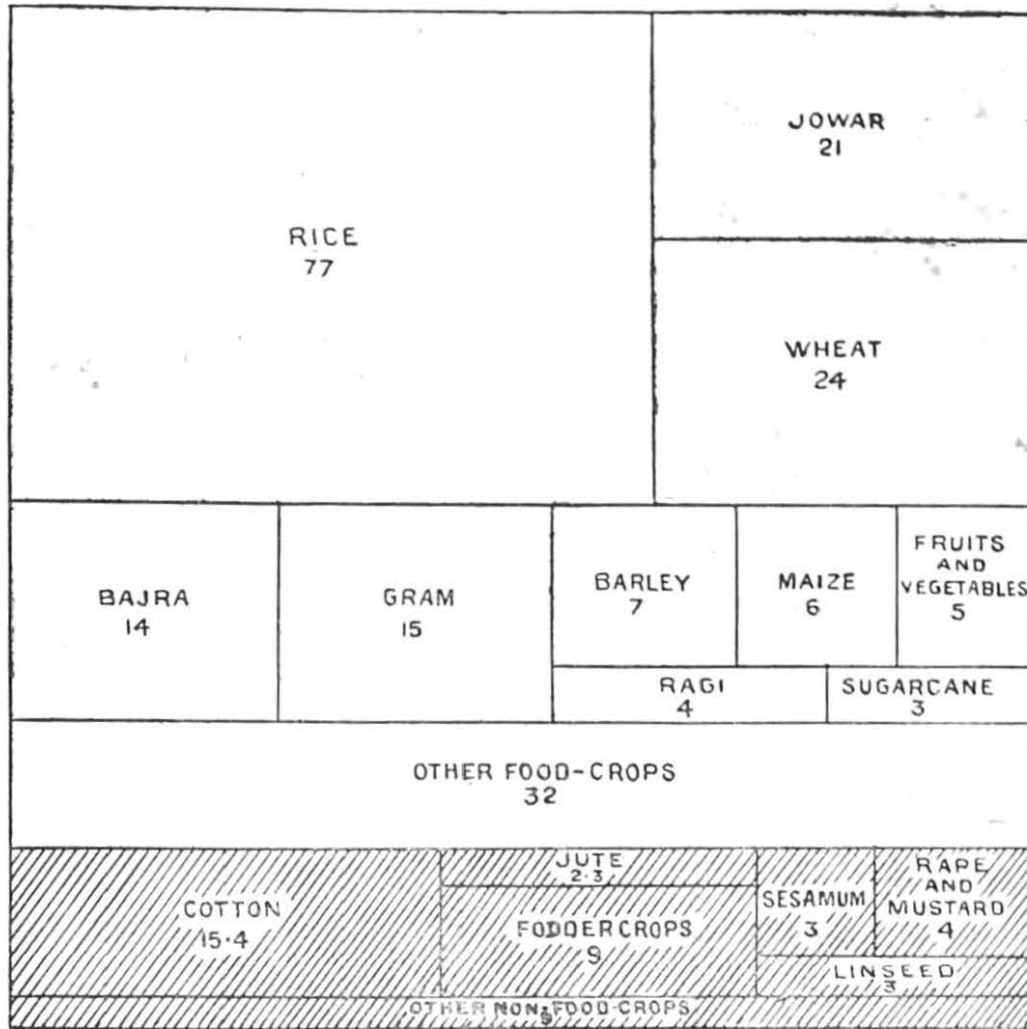 RICE
77
JOWAR
21
WHEAT
24
BAJRA
14
GRAM
15
BARLEY
7
MAIZE
6
FRUITS
AND
VEGETABLES
5
RAGI
4
SUGARCANE
3
OTHER FOOD-CROPS
32
COTTON
15·4
JUTE
2·3
FODDER CROPS
9
SESAMUM
3
RAPE
AND
MUSTARD
4
LINSEED
3
OTHER NON-FOOD-CROPS